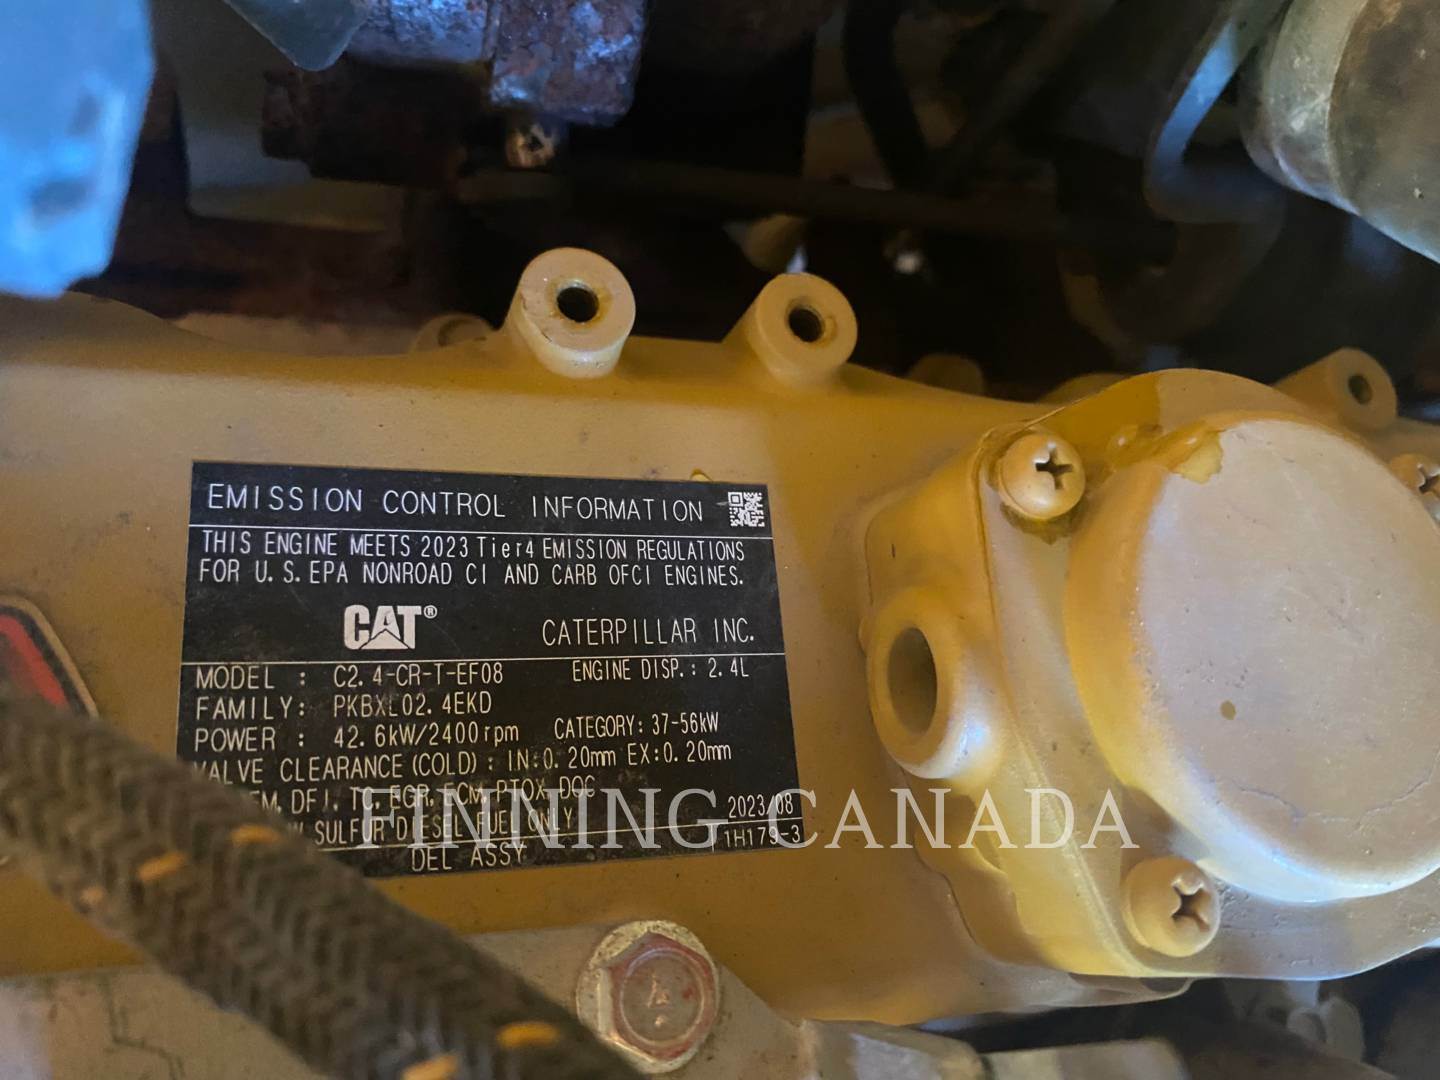 EMISSION CONTROL INFORMATION
THIS ENGINE MEETS 2023 Tier4 EMISSION REGULATIONS
FOR U.S.EPA NONROAD CI AND CARB OFCI ENGINES.
CAT®
CATERPILLAR INC.
MODEL : C2.4-CR-T-EF08 ENGINE DISP.: 2.4L
FAMILY: PKBXL02.4EKD
POWER : 42.6kW/2400rpm CATEGORY: 37-56kW
VALVE CLEARANCE (COLD) : IN:0.20mm EX:0.20mm
DFI, TC, EGR, ECM, PTOX, DOC
SULFUR DIESEL FUEL ONLY 2023/08
DEL ASSY 1H179-3
FINNING CANADA